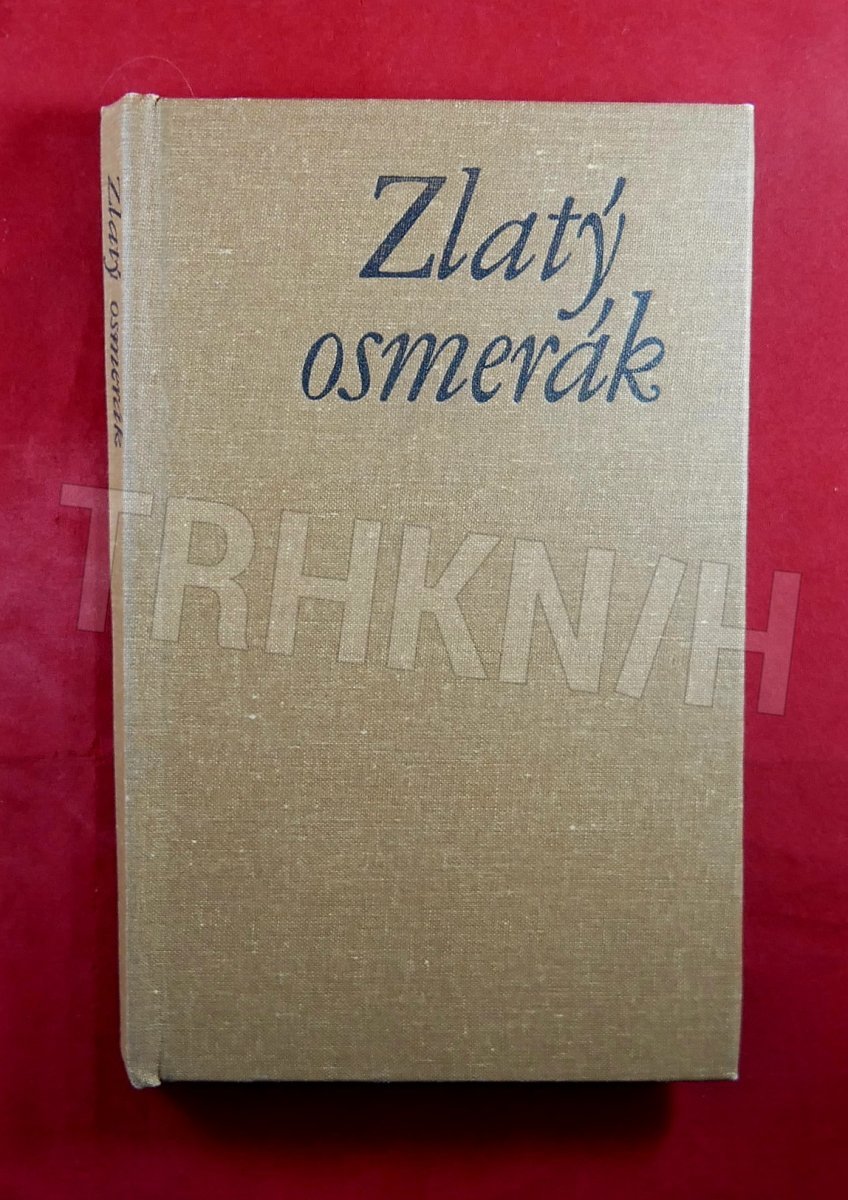 Zlatý
osmerák
Zlatý osmerák
TRHKNIH